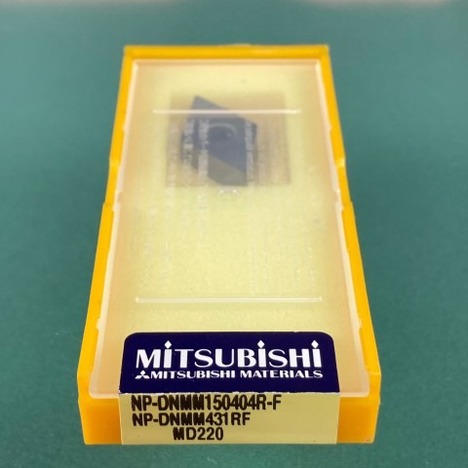 MITSUBISHI
MITSUBISHI MATERIALS
NP-DNMM150404R-F
NP-DNMM431RF
MD220